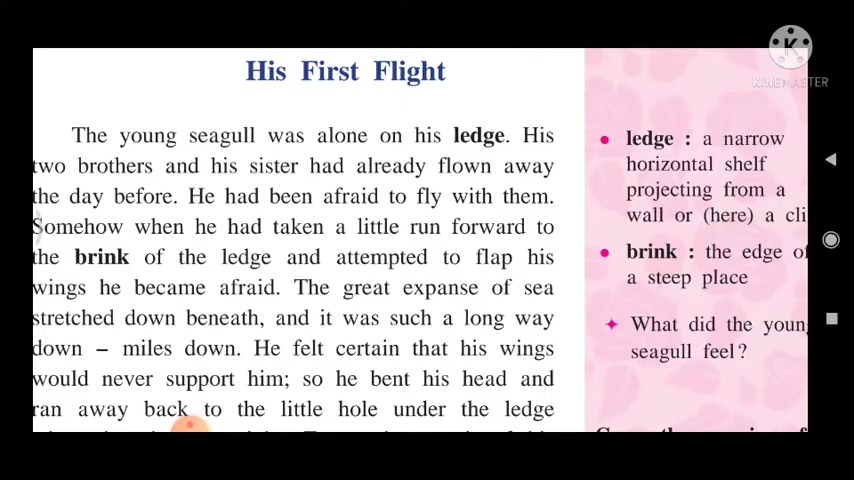 KINEMASTER
His First Flight
The young seagull was alone on his ledge. His
two brothers and his sister had already flown away
the day before. He had been afraid to fly with them.
Somehow when he had taken a little run forward to
the brink of the ledge and attempted to flap his
wings he became afraid. The great expanse of sea
stretched down beneath, and it was such a long way
down – miles down. He felt certain that his wings
would never support him; so he bent his head and
ran away back to the little hole under the ledge
• ledge : a narrow
horizontal shelf
projecting from a
wall or (here) a cli
• brink : the edge of
a steep place
What did the youn
seagull feel?